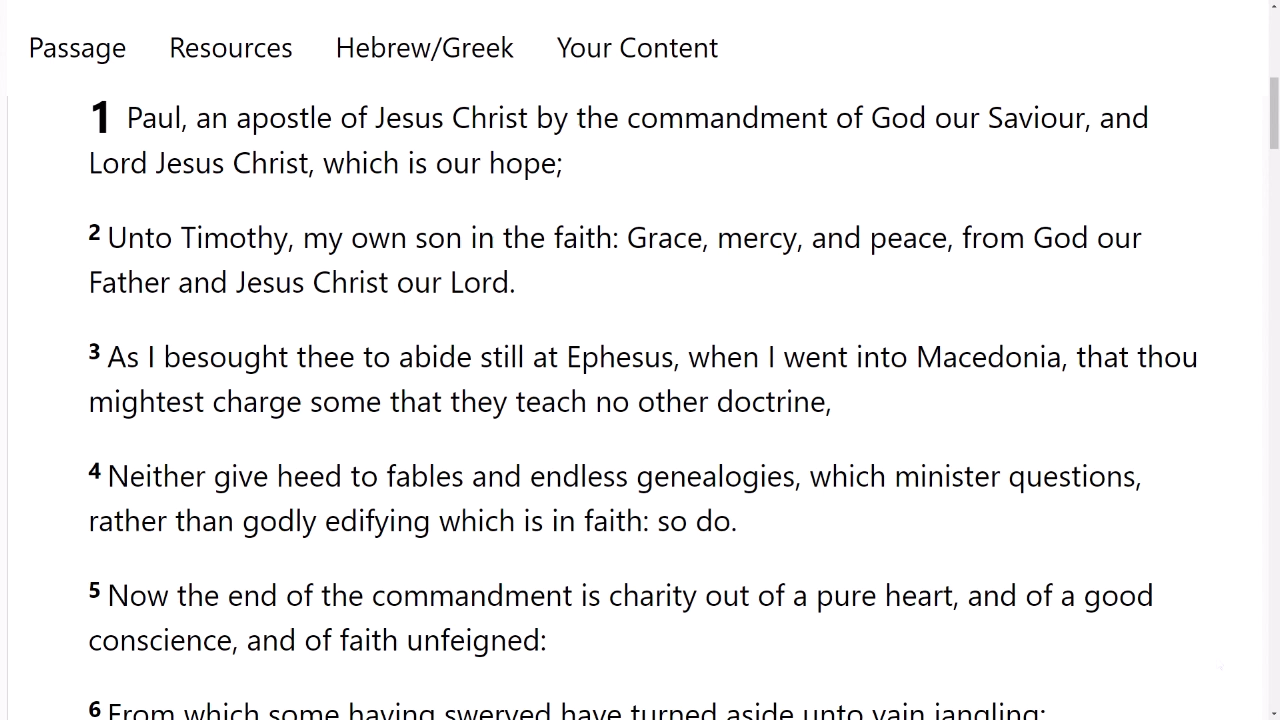 Passage Resources Hebrew/Greek Your Content
1 Paul, an apostle of Jesus Christ by the commandment of God our Saviour, and
Lord Jesus Christ, which is our hope;
2 Unto Timothy, my own son in the faith: Grace, mercy, and peace, from God our
Father and Jesus Christ our Lord.
3 As I besought thee to abide still at Ephesus, when I went into Macedonia, that thou
mightest charge some that they teach no other doctrine,
4 Neither give heed to fables and endless genealogies, which minister questions,
rather than godly edifying which is in faith: so do.
5 Now the end of the commandment is charity out of a pure heart, and of a good
conscience, and of faith unfeigned:
6 From which some having swerved have turned aside unto vain jangling;